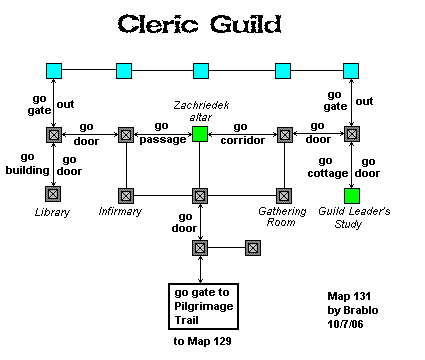 Cleric Guild
go
gate
out
Zachriedek
altar
go
gate
out
go
door
go
passage
go
corridor
go
door
go
building
go
door
go
cottage
go
door
Library
Infirmary
Gathering
Room
Guild Leader's
Study
go
door
go gate to
Pilgrimage
Trail
to Map 129
Map 131
by Brablo
10/7/06